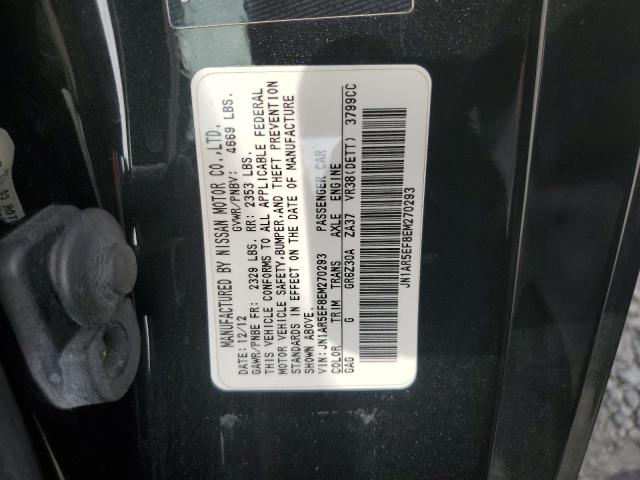 MANUFACTURED BY NISSAN MOTOR CO.,LTD.
DATE: 12/12 GVWR/PNBV: 4669 LBS.
GAWR/PNBE FR: 2329 LBS. RR: 2353 LBS.
THIS VEHICLE CONFORMS TO ALL APPLICABLE FEDERAL
MOTOR VEHICLE SAFETY,BUMPER,AND THEFT PREVENTION
STANDARDS IN EFFECT ON THE DATE OF MANUFACTURE
SHOWN ABOVE.
VIN: JN1AR5EF8EM270293 PASSENGER CAR
COLOR TRIM TRANS AXLE ENGINE
GAG G GR6Z30A ZA37 VR38(DETT) 3799CC
JN1AR5EF8EM270293